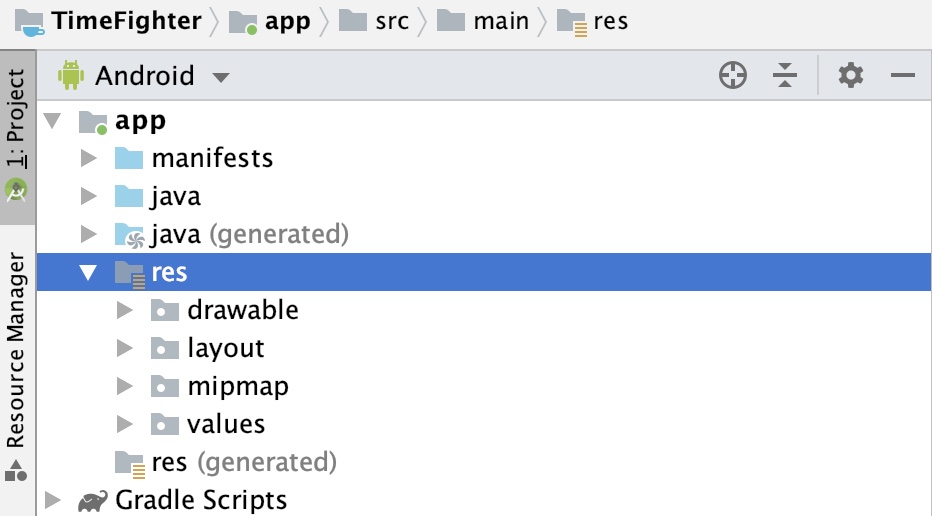 TimeFighter app src main res
1: Project
Resource Manager
Android
app
manifests
java
java (generated)
res
drawable
layout
mipmap
values
res (generated)
Gradle Scripts